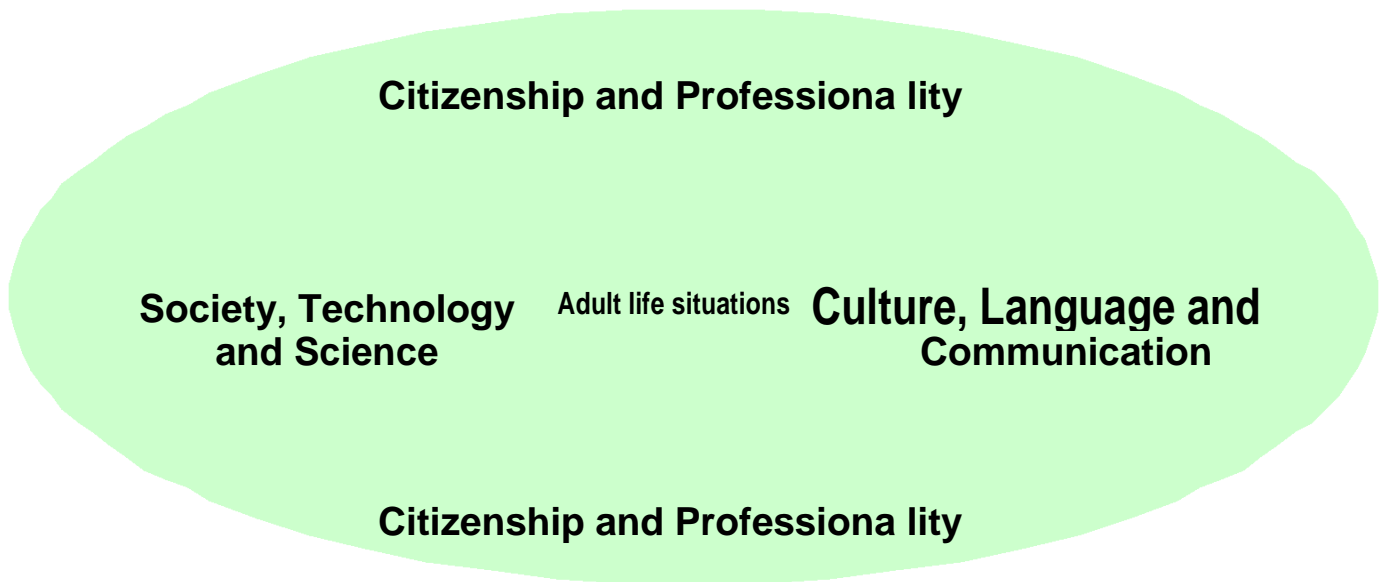 Citizenship and Professiona lity
Society, Technology
and Science
Adult life situations
Culture, Language and
Communication
Citizenship and Professiona lity